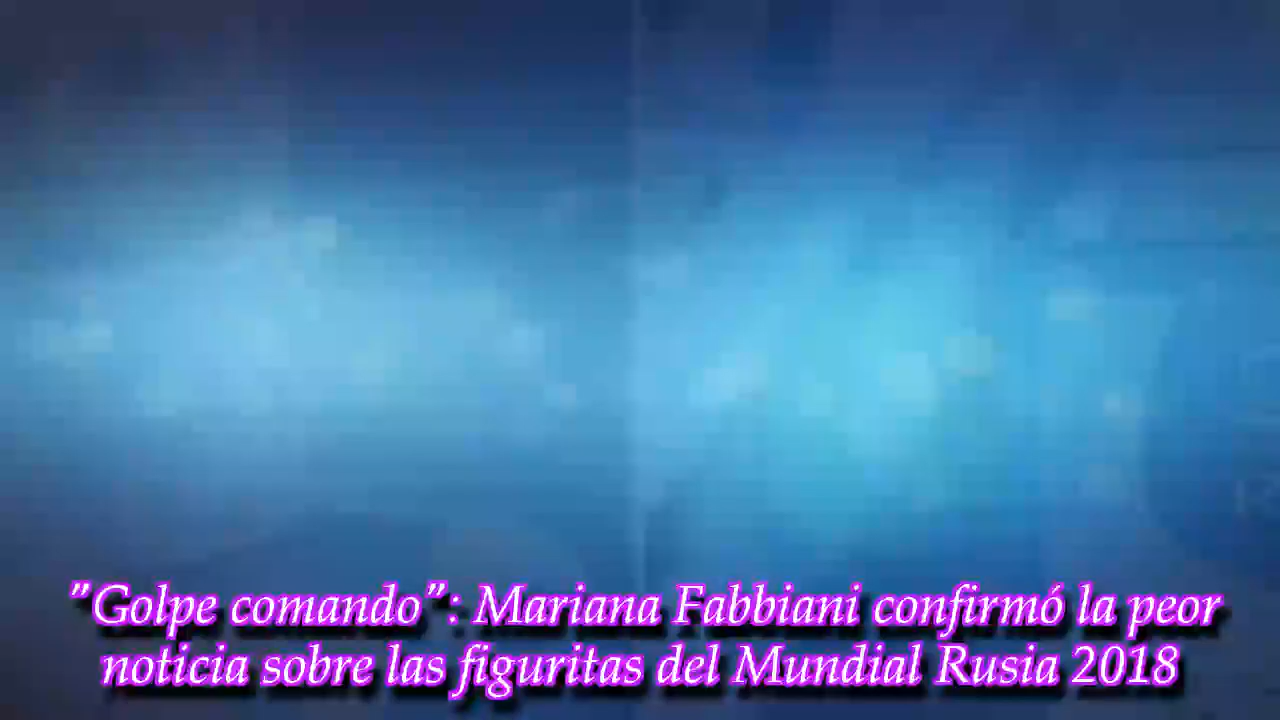 "Golpe comando": Mariana Fabbiani confirmó la peor
noticia sobre las figuritas del Mundial Rusia 2018